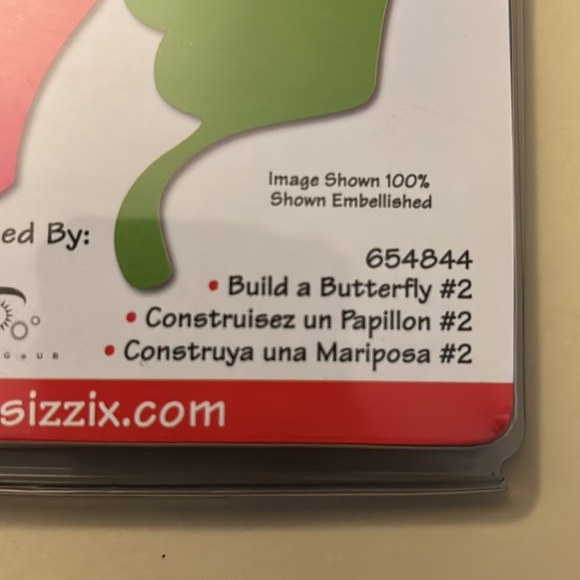 Image Shown 100%
Shown Embellished
ed By:
654844
• Build a Butterfly #2
• Construisez un Papillon #2
• Construya una Mariposa #2
sizzix.com